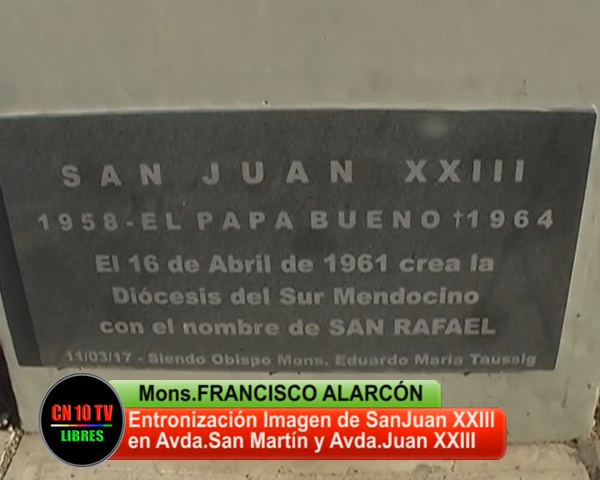 SAN JUAN XXIII
1958-EL PAPA BUENO †1964
El 16 de Abril de 1961 crea la
Diócesis del Sur Mendocino
con el nombre de SAN RAFAEL
11/03/17 - Siendo Obispo Mons. Eduardo Maria Taussig
Mons.FRANCISCO ALARCÓN
CN 10 TV
LIBRES
Entronización Imagen de SanJuan XXIII
en Avda.San Martín y Avda.Juan XXIII